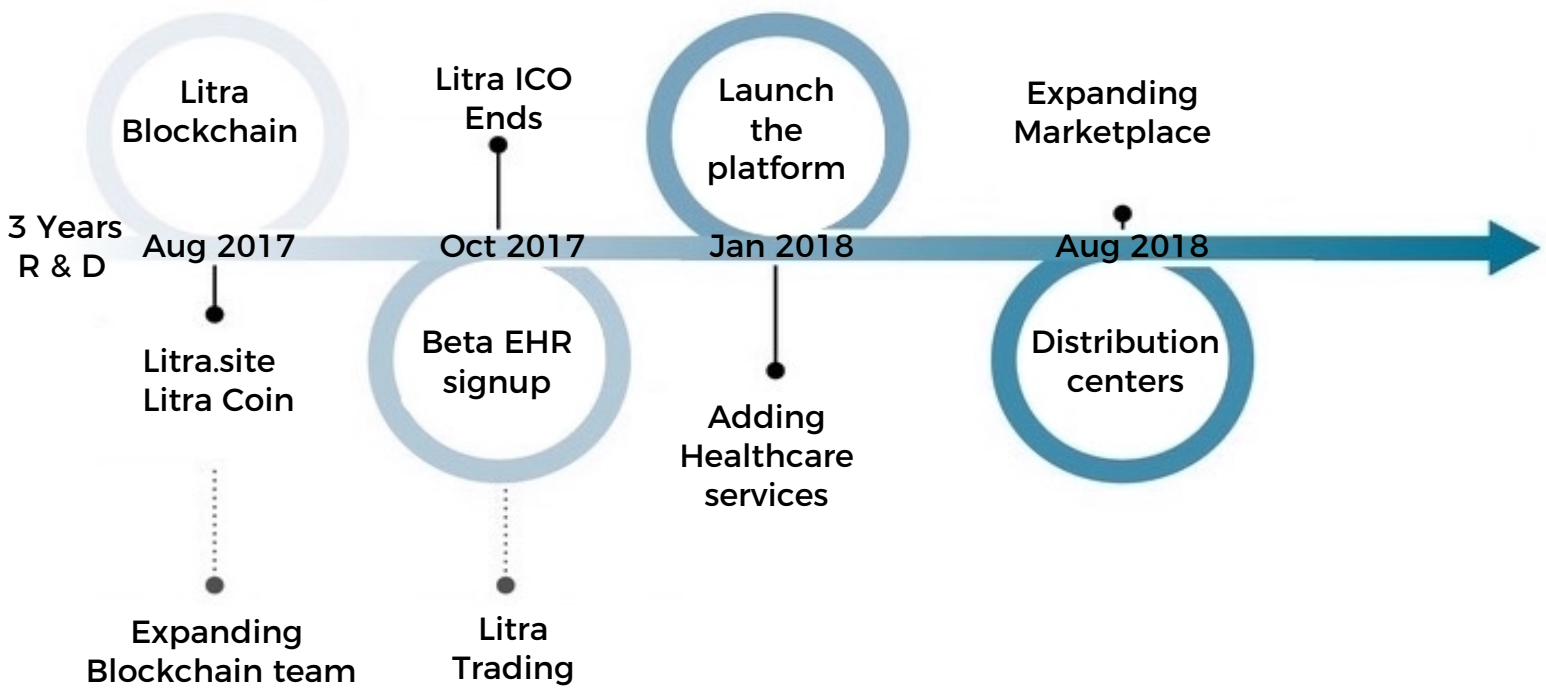 3 Years
R & D
Litra
Blockchain
Aug 2017
Litra.site
Litra Coin
Expanding
Blockchain team
Litra ICO
Ends
Oct 2017
Beta EHR
signup
Litra
Trading
Launch
the
platform
Jan 2018
Adding
Healthcare
services
Expanding
Marketplace
Aug 2018
Distribution
centers